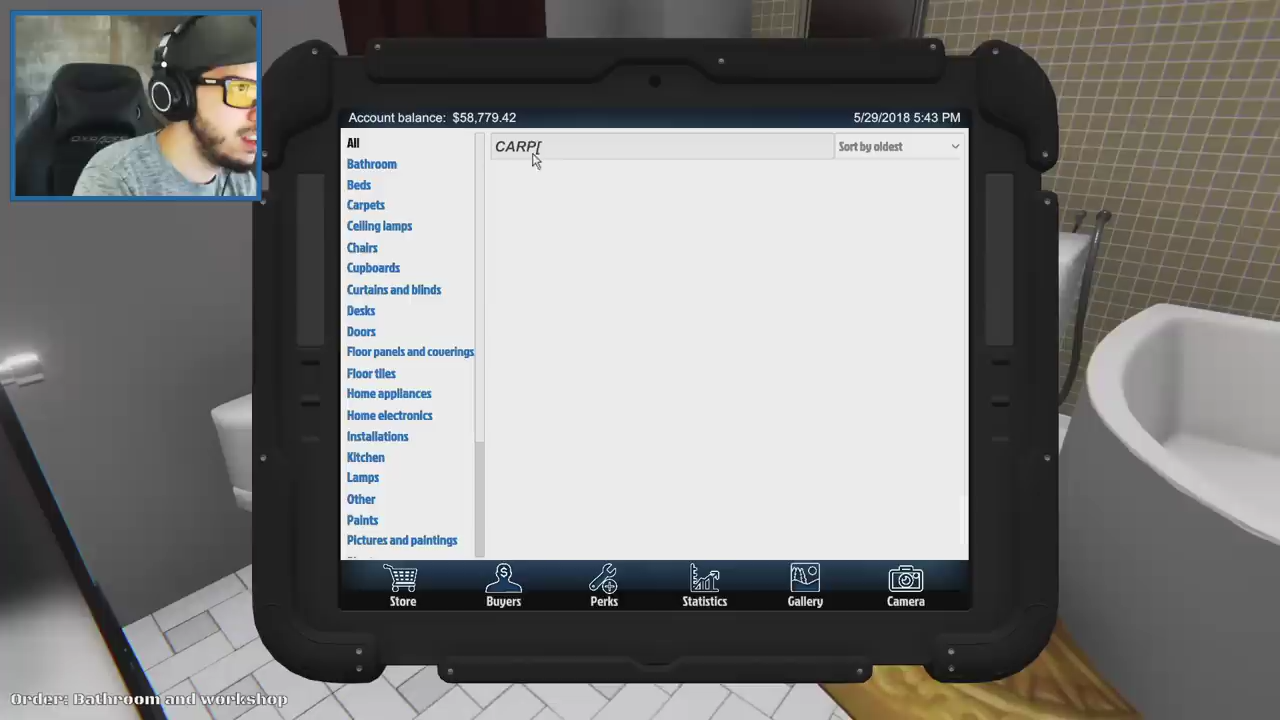 Account balance: $58,779.42
5/29/2018 5:43 PM
All
Bathroom
Beds
Carpets
Ceiling lamps
Chairs
Cupboards
Curtains and blinds
Desks
Doors
Floor panels and coverings
Floor tiles
Home appliances
Home electronics
Installations
Kitchen
Lamps
Other
Paints
Pictures and paintings
CARP[
Sort by oldest
Store
Buyers
Perks
Statistics
Gallery
Camera
Order: Bathroom and workshop